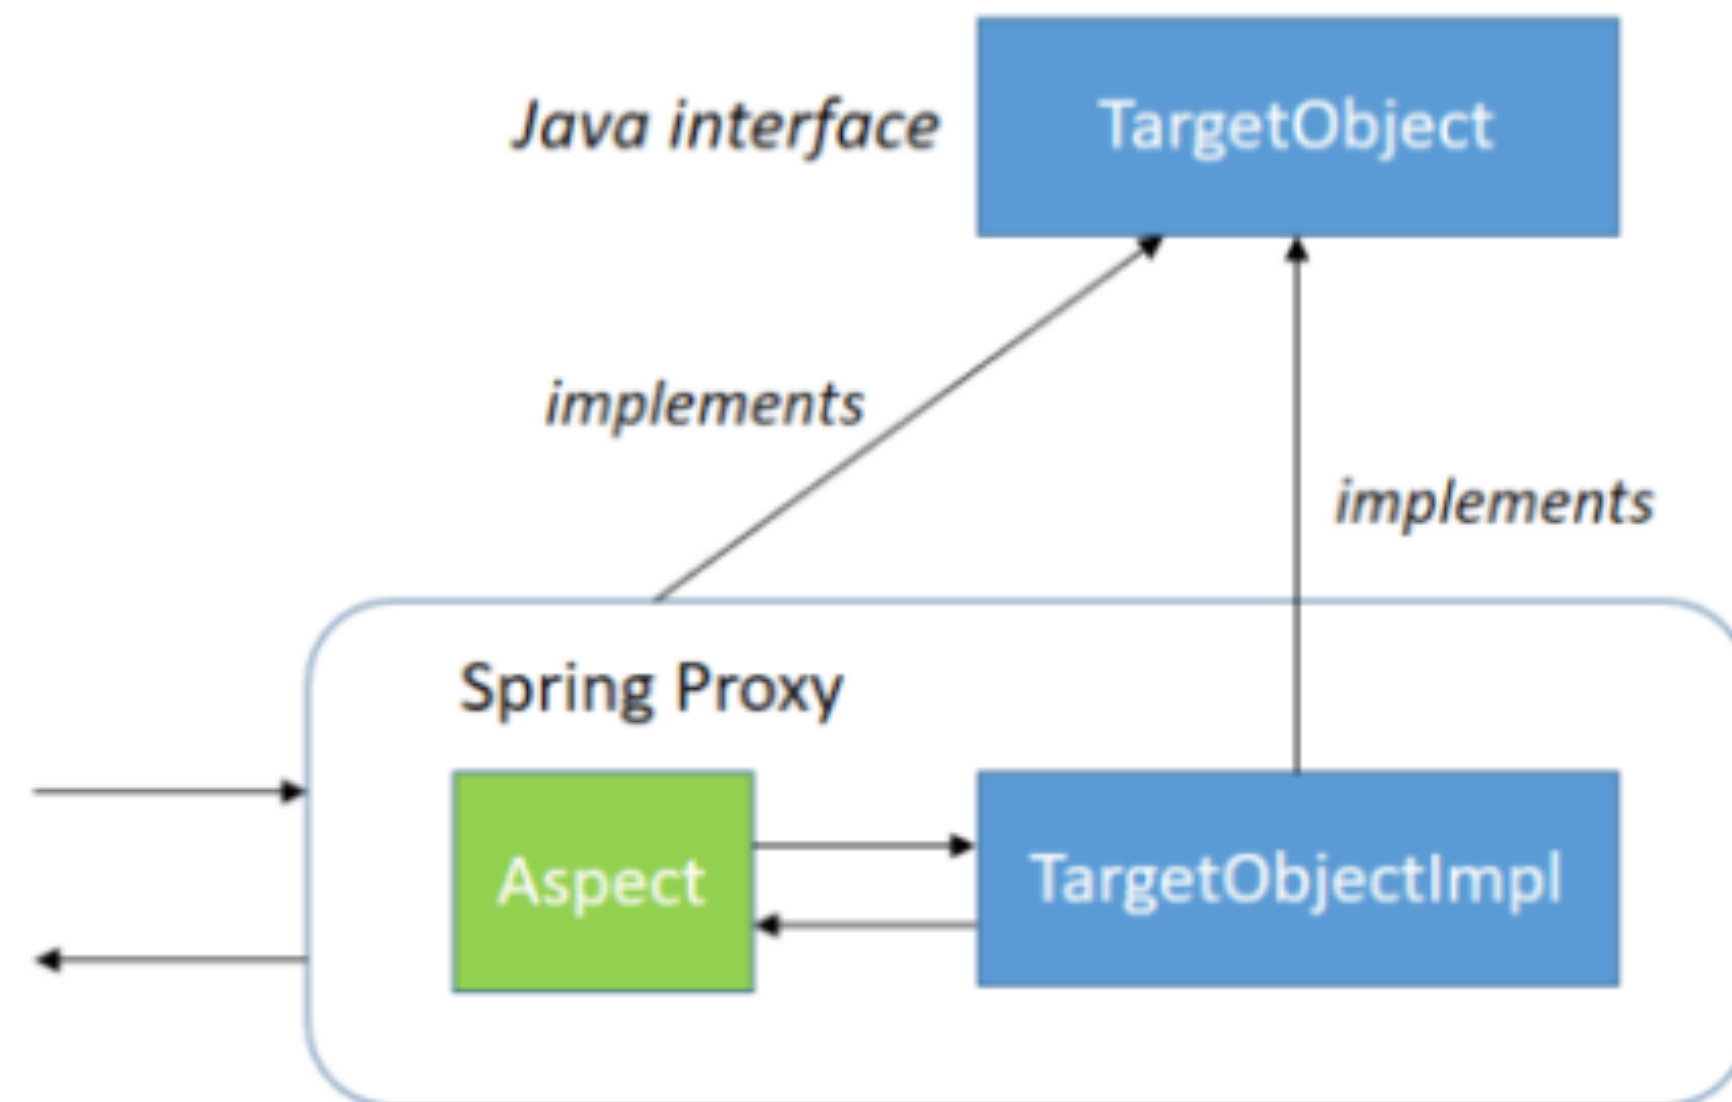 Java interface
TargetObject
implements
implements
Spring Proxy
Aspect
TargetObjectImpl